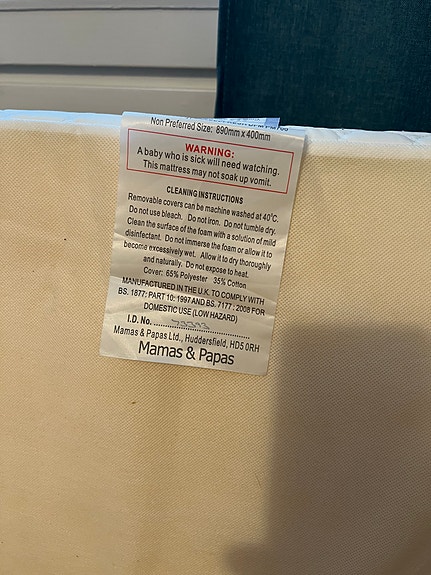 Non Preferred Size: 890mm x 400mm
WARNING:
A baby who is sick will need watching.
This mattress may not soak up vomit.
CLEANING INSTRUCTIONS
Removable covers can be machine washed at 40°C.
Do not use bleach. Do not iron. Do not tumble dry.
Clean the surface of the foam with a solution of mild
disinfectant. Do not immerse the foam or allow it to
become excessively wet. Allow it to dry thoroughly
and naturally. Do not expose to heat.
Cover: 65% Polyester 35% Cotton
MANUFACTURED IN THE U.K. TO COMPLY WITH
BS. 1877: PART 10: 1997 AND BS. 7177 : 2008 FOR
DOMESTIC USE (LOW HAZARD)
I.D. No. ................................
Mamas & Papas Ltd., Huddersfield, HD5 0RH
Mamas & Papas